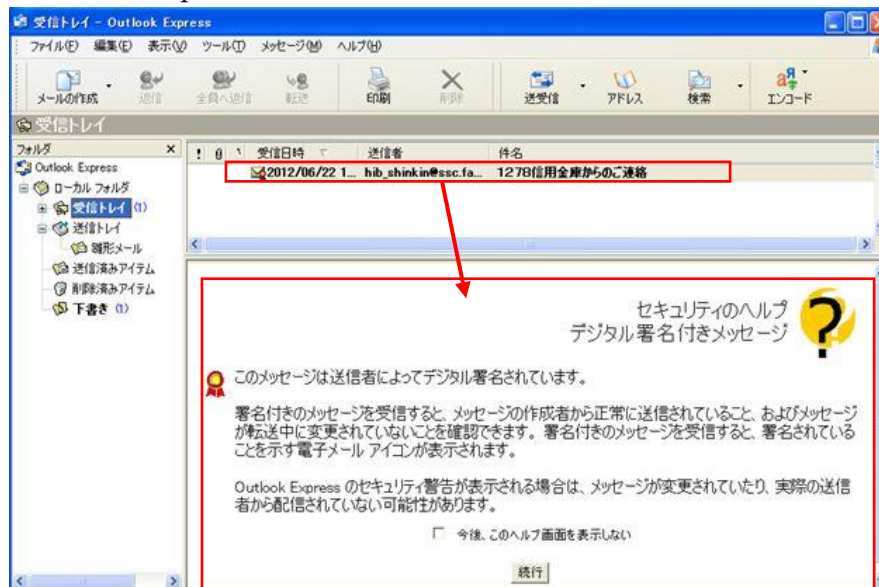 受信トレイ - Outlook Express
ファイル(F) 編集(E) 表示(V) ツール(T) メッセージ(M) ヘルプ(H)
メールの作成 返信 全員へ返信 転送 印刷 削除 送受信 アドレス 検索 エンコード
受信トレイ
フォルダ ×
! 受信日時 送信者 件名
Outlook Express
2012/06/22 1... hib_shinkin@ssc.fa... 1278信用金庫からのご連絡
ローカル フォルダ
受信トレイ (1)
送信トレイ
雛形メール
送信済みアイテム
削除済みアイテム
下書き (1)
セキュリティのヘルプ
デジタル署名付きメッセージ
?
このメッセージは送信者によってデジタル署名されています。
署名付きのメッセージを受信すると、メッセージの作成者から正常に送信されていること、およびメッセージ
が転送中に変更されていないことを確認できます。署名付きのメッセージを受信すると、署名されている
ことを示す電子メール アイコンが表示されます。
Outlook Express のセキュリティ警告が表示される場合は、メッセージが変更されていたり、実際の送信
者から配信されていない可能性があります。
今後、このヘルプ画面を表示しない
続行